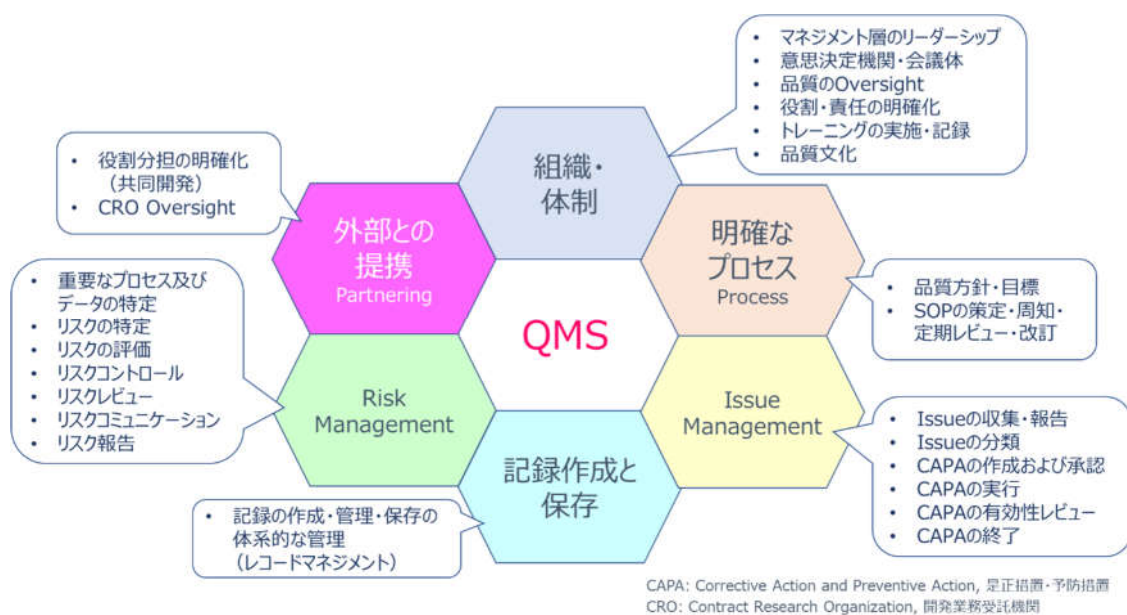 • マネジメント層のリーダーシップ
• 意思決定機関・会議体
• 品質のOversight
• 役割・責任の明確化
• トレーニングの実施・記録
• 品質文化
組織・
体制
• 役割分担の明確化
（共同開発）
• CRO Oversight
外部との
提携
Partnering
明確な
プロセス
Process
• 品質方針・目標
• SOPの策定・周知・
定期レビュー・改訂
QMS
• 重要なプロセス及び
データの特定
• リスクの特定
• リスクの評価
• リスクコントロール
• リスクレビュー
• リスクコミュニケーション
• リスク報告
Risk
Management
Issue
Management
• Issueの収集・報告
• Issueの分類
• CAPAの作成および承認
• CAPAの実行
• CAPAの有効性レビュー
• CAPAの終了
記録作成と
保存
• 記録の作成・管理・保存の
体系的な管理
（レコードマネジメント）
CAPA: Corrective Action and Preventive Action, 是正措置・予防措置
CRO: Contract Research Organization, 開発業務受託機関